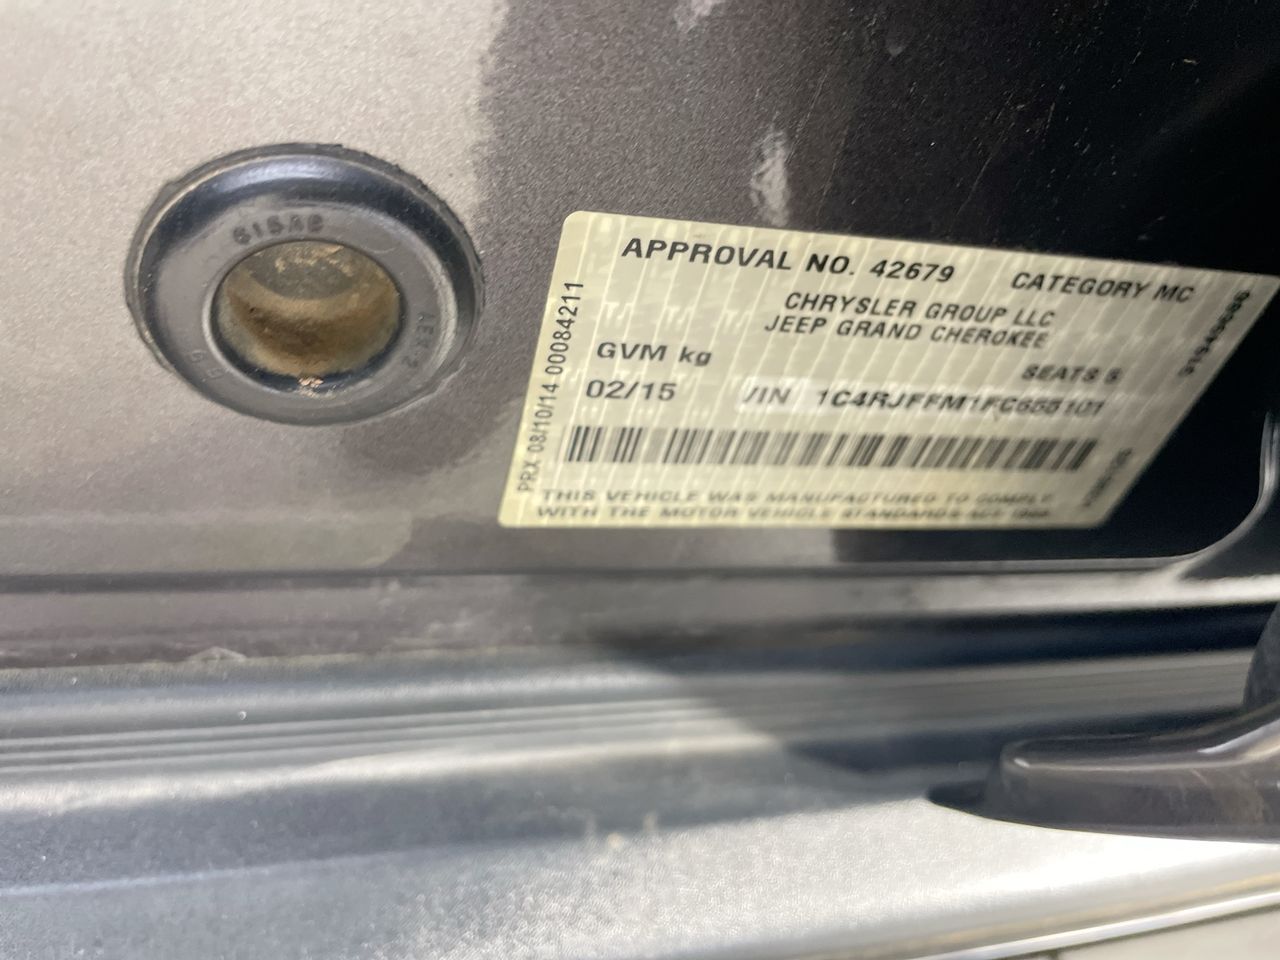 APPROVAL NO. 42679 CATEGORY MC
CHRYSLER GROUP LLC
JEEP GRAND CHEROKEE
GVM kg
SEATS 5
02/15 VIN 1C4RJFFM1FC655101
THIS VEHICLE WAS MANUFACTURED TO COMPLY
WITH THE MOTOR VEHICLE STANDARDS ACT 1989
PRX 08/10/14 00084211